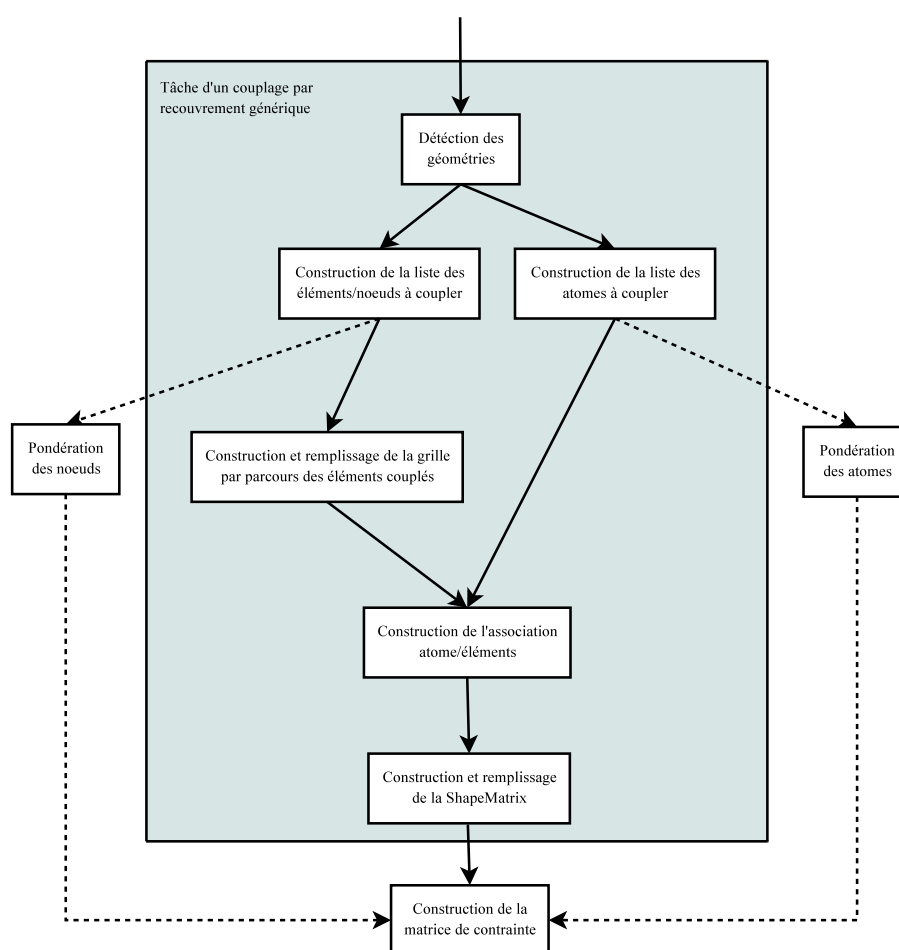 Tâche d'un couplage par
recouvrement générique
Détéction des
géométries
Construction de la liste des
éléments/noeuds à coupler
Construction de la liste des
atomes à coupler
Pondération
des noeuds
Construction et remplissage de la grille
par parcours des éléments couplés
Pondération
des atomes
Construction de l'association
atome/éléments
Construction et remplissage
de la ShapeMatrix
Construction de la
matrice de contrainte